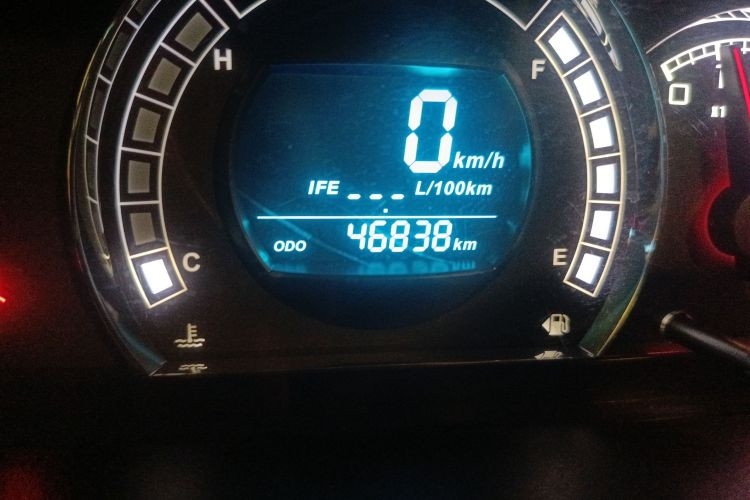 H
F
0 km/h
IFE _ _ _ . L/100km
ODO 46838 km
C
E
0